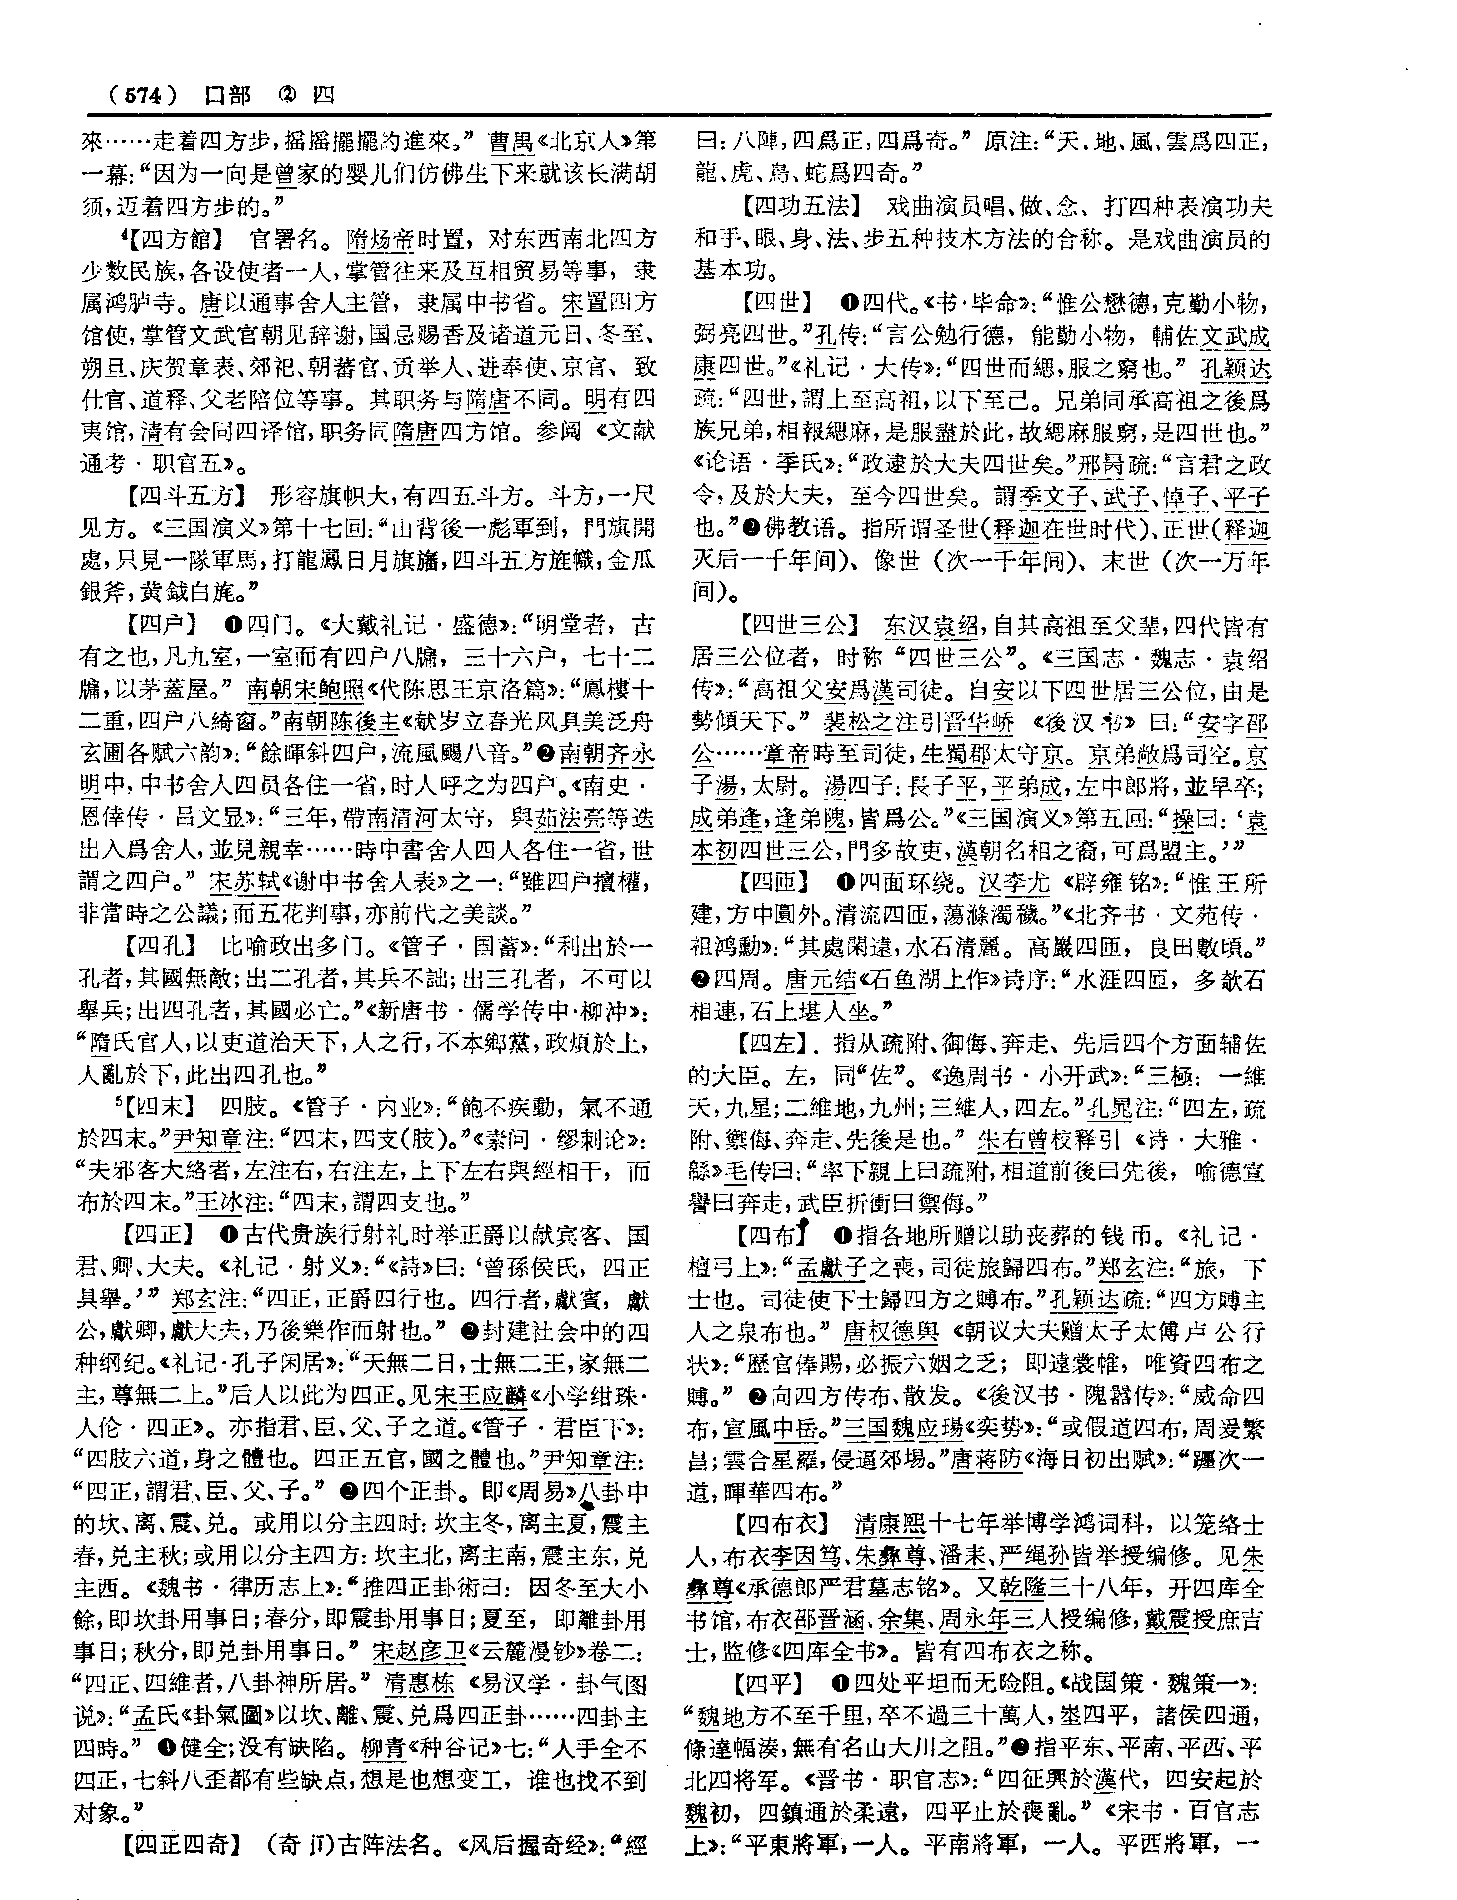 （574） 口部 ② 四
來……走着四方步，摇摇擺擺的進來。”曹禺《北京人》第
一幕：“因为一向是曾家的婴儿们仿佛生下来就该长满胡
须，迈着四方步的。”
4【四方館】 官署名。隋炀帝时置，对东西南北四方
少数民族，各设使者一人，掌管往来及互相贸易等事，隶
属鸿胪寺。唐以通事舍人主管，隶属中书省。宋置四方
馆使，掌管文武官朝见辞谢，国忌赐香及诸道元日、冬至、
朔旦、庆贺章表、郊祀、朝蕃官、贡举人、进奉使、京官、致
仕官、道释、父老陪位等事。其职务与隋唐不同。明有四
夷馆，清有会同四译馆，职务同隋唐四方馆。参阅《文献
通考·职官五》。
【四斗五方】 形容旗帜大，有四五斗方。斗方，一尺
见方。《三国演义》第十七回：“山背後一彪軍到，門旗開
處，只見一隊軍馬，打龍鳳日月旗旛，四斗五方旌幟，金瓜
銀斧，黄鉞白旄。”
【四户】 ❶四门。《大戴礼记·盛德》：“明堂者，古
有之也，凡九室，一室而有四户八牖，三十六户，七十二
牖，以茅蓋屋。”南朝宋鲍照《代陈思王京洛篇》：“鳳樓十
二重，四户八綺窗。”南朝陈後主《献岁立春光风具美泛舟
玄圃各赋六韵》：“餘暉斜四户，流風颺八音。”❷南朝齐永
明中，中书舍人四员各住一省，时人呼之为四户。《南史·
恩倖传·吕文显》：“三年，帶南清河太守，與茹法亮等迭
出入爲舍人，並見親幸……時中書舍人四人各住一省，世
謂之四户。”宋苏轼《谢中书舍人表》之一：“雖四户擅權，
非當時之公議；而五花判事，亦前代之美談。”
【四孔】 比喻政出多门。《管子·国蓄》：“利出於一
孔者，其國無敵；出二孔者，其兵不詘；出三孔者，不可以
舉兵；出四孔者，其國必亡。”《新唐书·儒学传中·柳冲》：
“隋氏官人，以吏道治天下，人之行，不本鄉黨，政煩於上，
人亂於下，此出四孔也。”
5【四末】 四肢。《管子·内业》：“飽不疾動，氣不通
於四末。”尹知章注：“四末，四支（肢）。”《素问·缪刺论》：
“夫邪客大絡者，左注右，右注左，上下左右與經相干，而
布於四末。”王冰注：“四末，謂四支也。”
【四正】 ❶古代贵族行射礼时举正爵以献宾客、国
君、卿、大夫。《礼记·射义》：“《詩》曰：‘曾孫侯氏，四正
具舉。’”郑玄注：“四正，正爵四行也。四行者，獻賓，獻
公，獻卿，獻大夫，乃後樂作而射也。”❷封建社会中的四
种纲纪。《礼记·孔子闲居》：“天無二日，士無二王，家無二
主，尊無二上。”后人以此为四正。见宋王应麟《小学绀珠·
人伦·四正》。亦指君、臣、父、子之道。《管子·君臣下》：
“四肢六道，身之體也。四正五官，國之體也。”尹知章注：
“四正，謂君、臣、父、子。”❷四个正卦。即《周易》八卦中
的坎、离、震、兑。或用以分主四时：坎主冬，离主夏，震主
春，兑主秋；或用以分主四方：坎主北，离主南，震主东，兑
主西。《魏书·律历志上》：“推四正卦術曰：因冬至大小
餘，即坎卦用事日；春分，即震卦用事日；夏至，即離卦用
事日；秋分，即兑卦用事日。”宋赵彦卫《云麓漫钞》卷二：
“四正、四維者，八卦神所居。”清惠栋《易汉学·卦气图
说》：“孟氏《卦氣圖》以坎、離、震、兑爲四正卦……四卦主
四時。”❹健全；没有缺陷。柳青《种谷记》七：“人手全不
四正，七斜八歪都有些缺点，想是也想变工，谁也找不到
对象。”
【四正四奇】 （奇 jī）古阵法名。《风后握奇经》：“經
曰：八陣，四爲正，四爲奇。”原注：“天、地、風、雲爲四正，
龍、虎、鳥、蛇爲四奇。”
【四功五法】 戏曲演员唱、做、念、打四种表演功夫
和手、眼、身、法、步五种技术方法的合称。是戏曲演员的
基本功。
【四世】 ❶四代。《书·毕命》：“惟公懋德，克勤小物，
弼亮四世。”孔传：“言公勉行德，能勤小物，輔佐文武成
康四世。”《礼记·大传》：“四世而緦，服之窮也。”孔颖达
疏：“四世，謂上至高祖，以下至己。兄弟同承高祖之後爲
族兄弟，相報緦麻，是服盡於此，故緦麻服窮，是四世也。”
《论语·季氏》：“政逮於大夫四世矣。”邢昺疏：“言君之政
令，及於大夫，至今四世矣。謂季文子、武子、悼子、平子
也。”❷佛教语。指所谓圣世（释迦在世时代）、正世（释迦
灭后一千年间）、像世（次一千年间）、末世（次一万年
间）。
【四世三公】 东汉袁绍，自其高祖至父辈，四代皆有
居三公位者，时称“四世三公”。《三国志·魏志·袁绍
传》：“高祖父安爲漢司徒。自安以下四世居三公位，由是
勢傾天下。”裴松之注引晋华峤《後汉书》曰：“安字邵
公……章帝時至司徒，生蜀郡太守京。京弟敞爲司空。京
子湯，太尉。湯四子：長子平，平弟成，左中郎將，並早卒；
成弟逢，逢弟隗，皆爲公。”《三国演义》第五回：“操曰：‘袁
本初四世三公，門多故吏，漢朝名相之裔，可爲盟主。’”
【四匝】 ❶四面环绕。汉李尤《辟雍铭》：“惟王所
建，方中圓外。清流四匝，蕩滌濁穢。”《北齐书·文苑传·
祖鸿勳》：“其處閑遠，水石清麗。高巖四匝，良田數頃。”
❷四周。唐元结《石鱼湖上作》诗序：“水涯四匝，多欹石
相連，石上堪人坐。”
【四左】. 指从疏附、御侮、奔走、先后四个方面辅佐
的大臣。左，同“佐”。《逸周书·小开武》：“三極：一維
天，九星；二維地，九州；三維人，四左。”孔晁注：“四左，疏
附、禦侮、奔走、先後是也。”朱右曾校释引《诗·大雅·
緜》毛传曰：“率下親上曰疏附，相道前後曰先後，喻德宣
譽曰奔走，武臣折衝曰禦侮。”
【四布】 ❶指各地所赠以助丧葬的钱币。《礼记·
檀弓上》：“孟獻子之喪，司徒旅歸四布。”郑玄注：“旅，下
士也。司徒使下士歸四方之賻布。”孔颖达疏：“四方賻主
人之泉布也。”唐权德舆《朝议大夫赠太子太傅卢公行
状》：“歷官俸賜，必振六姻之乏；即遠裳帷，唯資四布之
賻。”❷向四方传布、散发。《後汉书·隗嚣传》：“威命四
布，宣風中岳。”三国魏应瑒《奕势》：“或假道四布，周爰繁
昌；雲合星羅，侵逼郊場。”唐蒋防《海日初出赋》：“躔次一
道，暉華四布。”
【四布衣】 清康熙十七年举博学鸿词科，以笼络士
人，布衣李因笃、朱彝尊、潘耒、严绳孙皆举授编修。见朱
彝尊《承德郎严君墓志铭》。又乾隆三十八年，开四库全
书馆，布衣邵晋涵、余集、周永年三人授编修，戴震授庶吉
士，监修《四库全书》。皆有四布衣之称。
【四平】 ❶四处平坦而无险阻。《战国策·魏策一》：
“魏地方不至千里，卒不過三十萬人，埊四平，諸侯四通，
條達幅湊，無有名山大川之阻。”❷指平东、平南、平西、平
北四将军。《晋书·职官志》：“四征興於漢代，四安起於
魏初，四鎮通於柔遠，四平止於喪亂。”《宋书·百官志
上》：“平東將軍，一人。平南將軍，一人。平西將軍，一